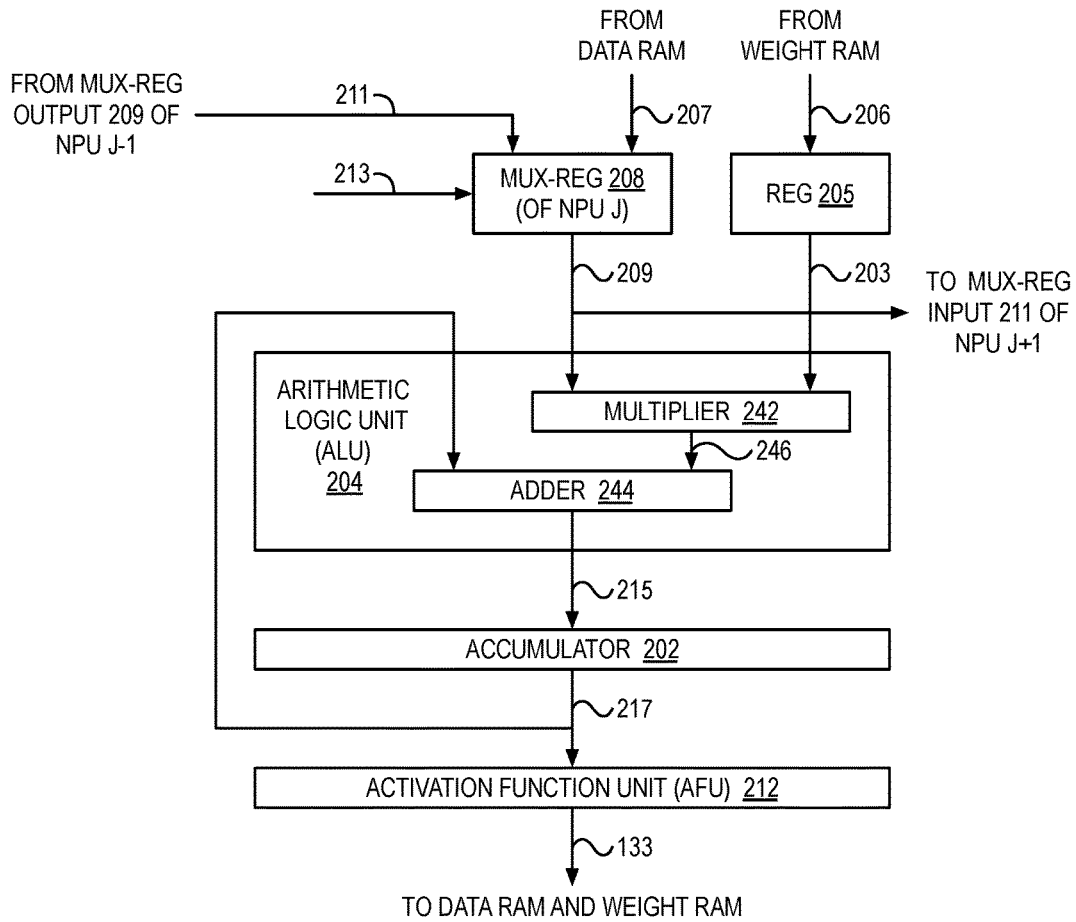 FROM
DATA RAM
FROM
WEIGHT RAM
FROM MUX-REG
OUTPUT 209 OF
NPU J-1
211
207
206
213
MUX-REG 208
(OF NPU J)
REG 205
209
203
TO MUX-REG
INPUT 211 OF
NPU J+1
ARITHMETIC
LOGIC UNIT
(ALU)
204
MULTIPLIER 242
246
ADDER 244
215
ACCUMULATOR 202
217
ACTIVATION FUNCTION UNIT (AFU) 212
133
TO DATA RAM AND WEIGHT RAM